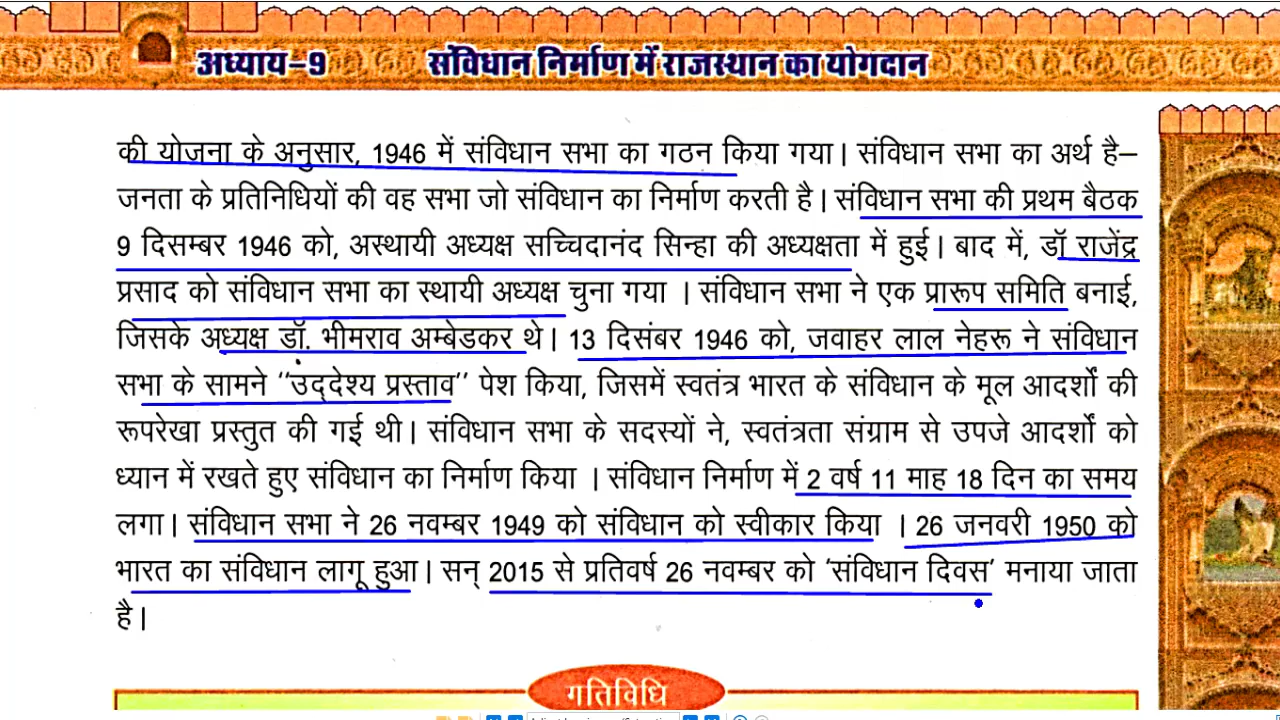 अध्याय–9 संविधान निर्माण में राजस्थान का योगदान
की योजना के अनुसार, 1946 में संविधान सभा का गठन किया गया। संविधान सभा का अर्थ है–
जनता के प्रतिनिधियों की वह सभा जो संविधान का निर्माण करती है। संविधान सभा की प्रथम बैठक
9 दिसम्बर 1946 को, अस्थायी अध्यक्ष सच्चिदानंद सिन्हा की अध्यक्षता में हुई। बाद में, डॉ राजेंद्र
प्रसाद को संविधान सभा का स्थायी अध्यक्ष चुना गया । संविधान सभा ने एक प्रारूप समिति बनाई,
जिसके अध्यक्ष डॉ. भीमराव अम्बेडकर थे। 13 दिसंबर 1946 को, जवाहर लाल नेहरू ने संविधान
सभा के सामने ''उद्देश्य प्रस्ताव'' पेश किया, जिसमें स्वतंत्र भारत के संविधान के मूल आदर्शों की
रूपरेखा प्रस्तुत की गई थी। संविधान सभा के सदस्यों ने, स्वतंत्रता संग्राम से उपजे आदर्शों को
ध्यान में रखते हुए संविधान का निर्माण किया । संविधान निर्माण में 2 वर्ष 11 माह 18 दिन का समय
लगा। संविधान सभा ने 26 नवम्बर 1949 को संविधान को स्वीकार किया । 26 जनवरी 1950 को
भारत का संविधान लागू हुआ। सन् 2015 से प्रतिवर्ष 26 नवम्बर को 'संविधान दिवस' मनाया जाता
है।
गतिविधि